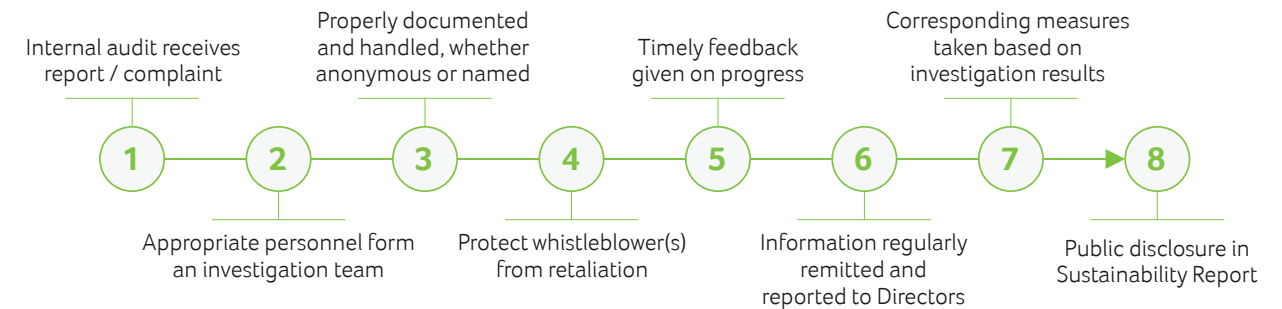 Internal audit receives
report / complaint
Properly documented
and handled, whether
anonymous or named
Timely feedback
given on progress
Corresponding measures
taken based on
investigation results
1
2
3
4
5
6
7
8
Appropriate personnel form
an investigation team
Protect whistleblower(s)
from retaliation
Information regularly
remitted and
reported to Directors
Public disclosure in
Sustainability Report